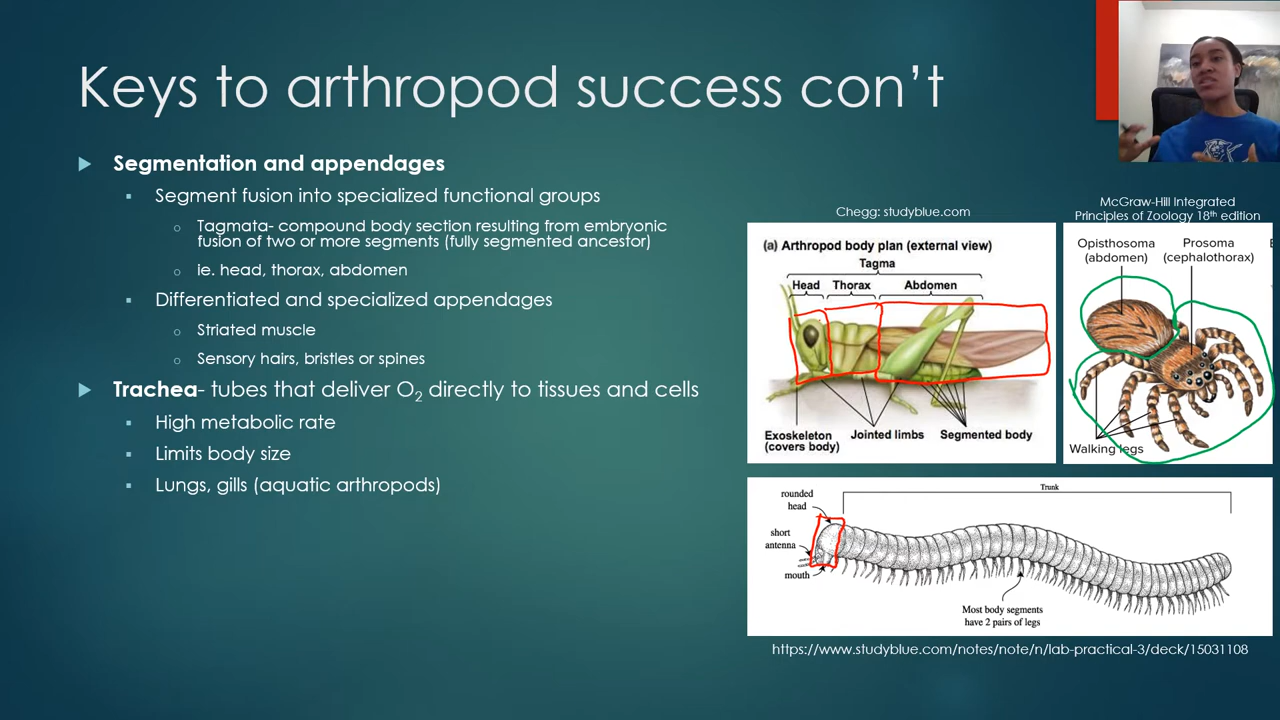 Keys to arthropod success con’t
Segmentation and appendages
Segment fusion into specialized functional groups
Tagmata- compound body section resulting from embryonic
fusion of two or more segments (fully segmented ancestor)
ie. head, thorax, abdomen
Differentiated and specialized appendages
Striated muscle
Sensory hairs, bristles or spines
Trachea- tubes that deliver O₂ directly to tissues and cells
High metabolic rate
Limits body size
Lungs, gills (aquatic arthropods)
Chegg: studyblue.com
(a) Arthropod body plan (external view)
Tagma
Head Thorax Abdomen
Exoskeleton
(covers body)
Jointed limbs
Segmented body
McGraw-Hill Integrated
Principles of Zoology 18th edition
Opisthosoma
(abdomen)
Prosoma
(cephalothorax)
Walking legs
Trunk
rounded
head
short
antenna
mouth
Most body segments
have 2 pairs of legs
https://www.studyblue.com/notes/note/n/lab-practical-3/deck/15031108